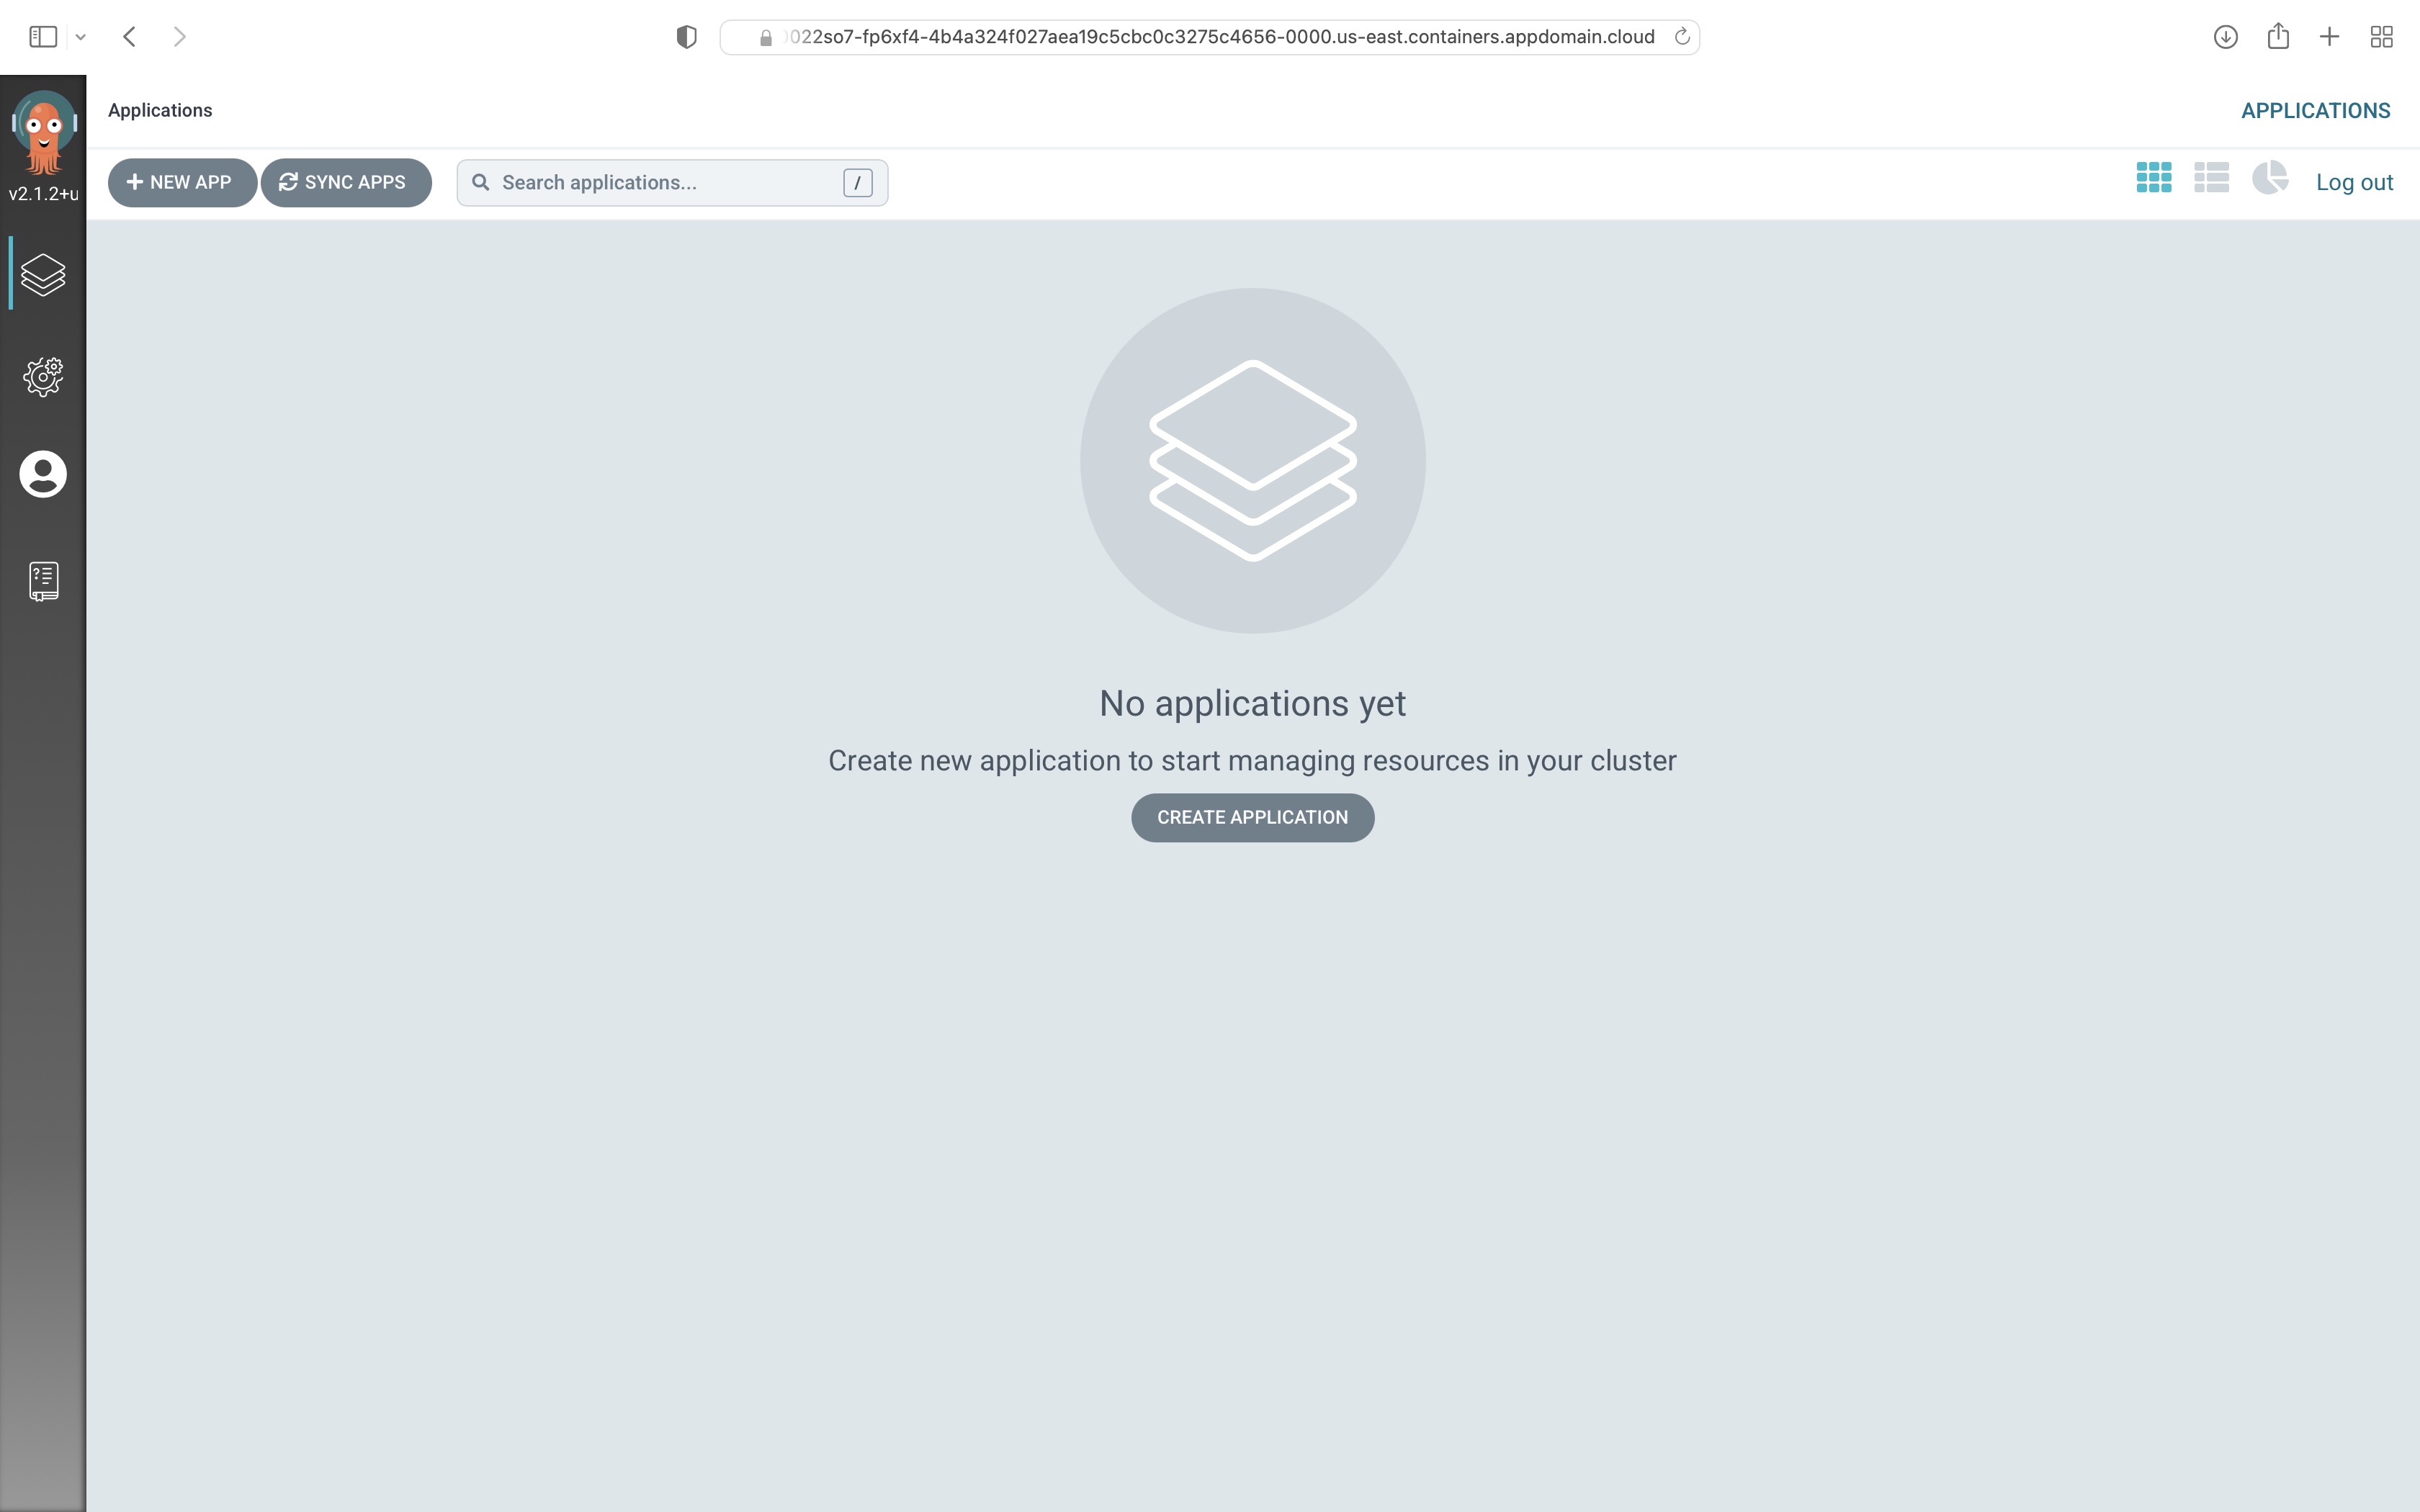 022so7-fp6xf4-4b4a324f027aea19c5cbc0c3275c4656-0000.us-east.containers.appdomain.cloud
Applications
APPLICATIONS
v2.1.2+u
NEW APP
SYNC APPS
Search applications...
/
Log out
No applications yet
Create new application to start managing resources in your cluster
CREATE APPLICATION